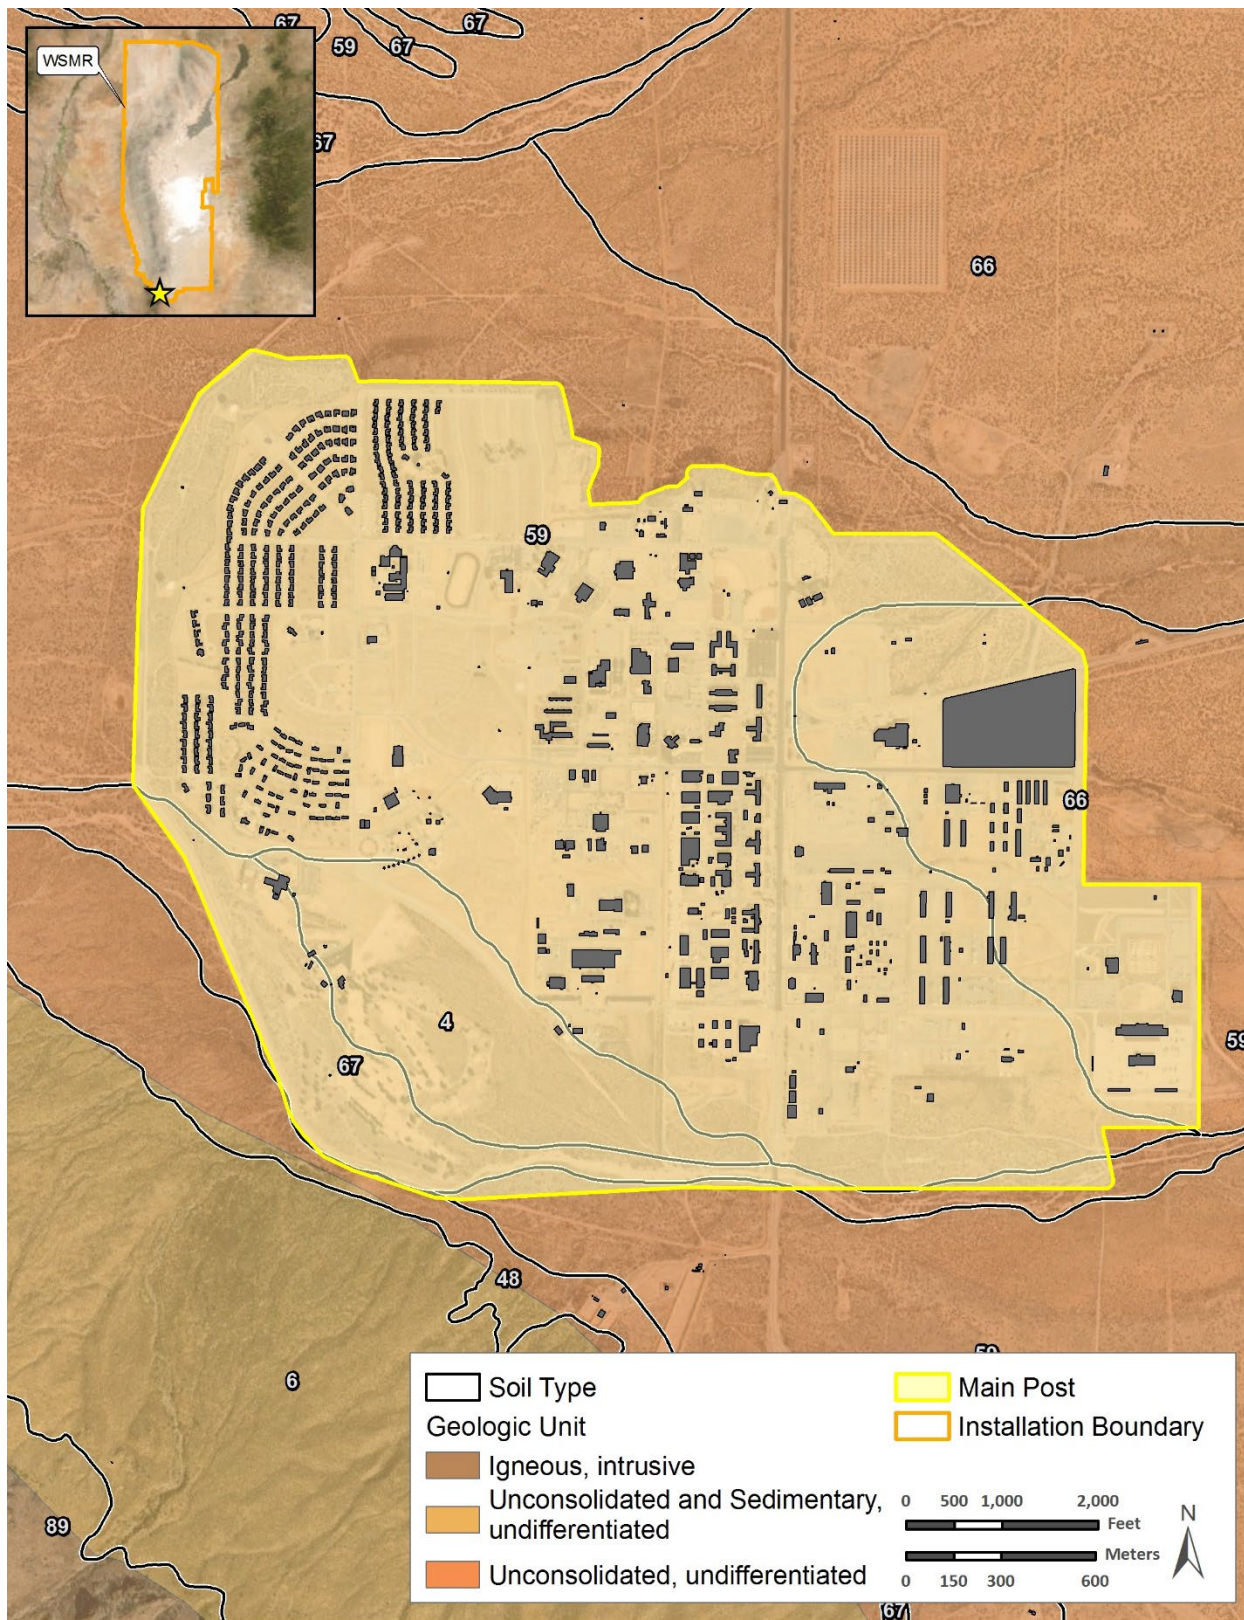 67
67
59
67
WSMR
67
66
59
66
4
59
67
48
59
6
89
67
Soil Type
Geologic Unit
Igneous, intrusive
Unconsolidated and Sedimentary,
undifferentiated
Unconsolidated, undifferentiated
Main Post
Installation Boundary
0 500 1,000 2,000
Feet
Meters
0 150 300 600
N